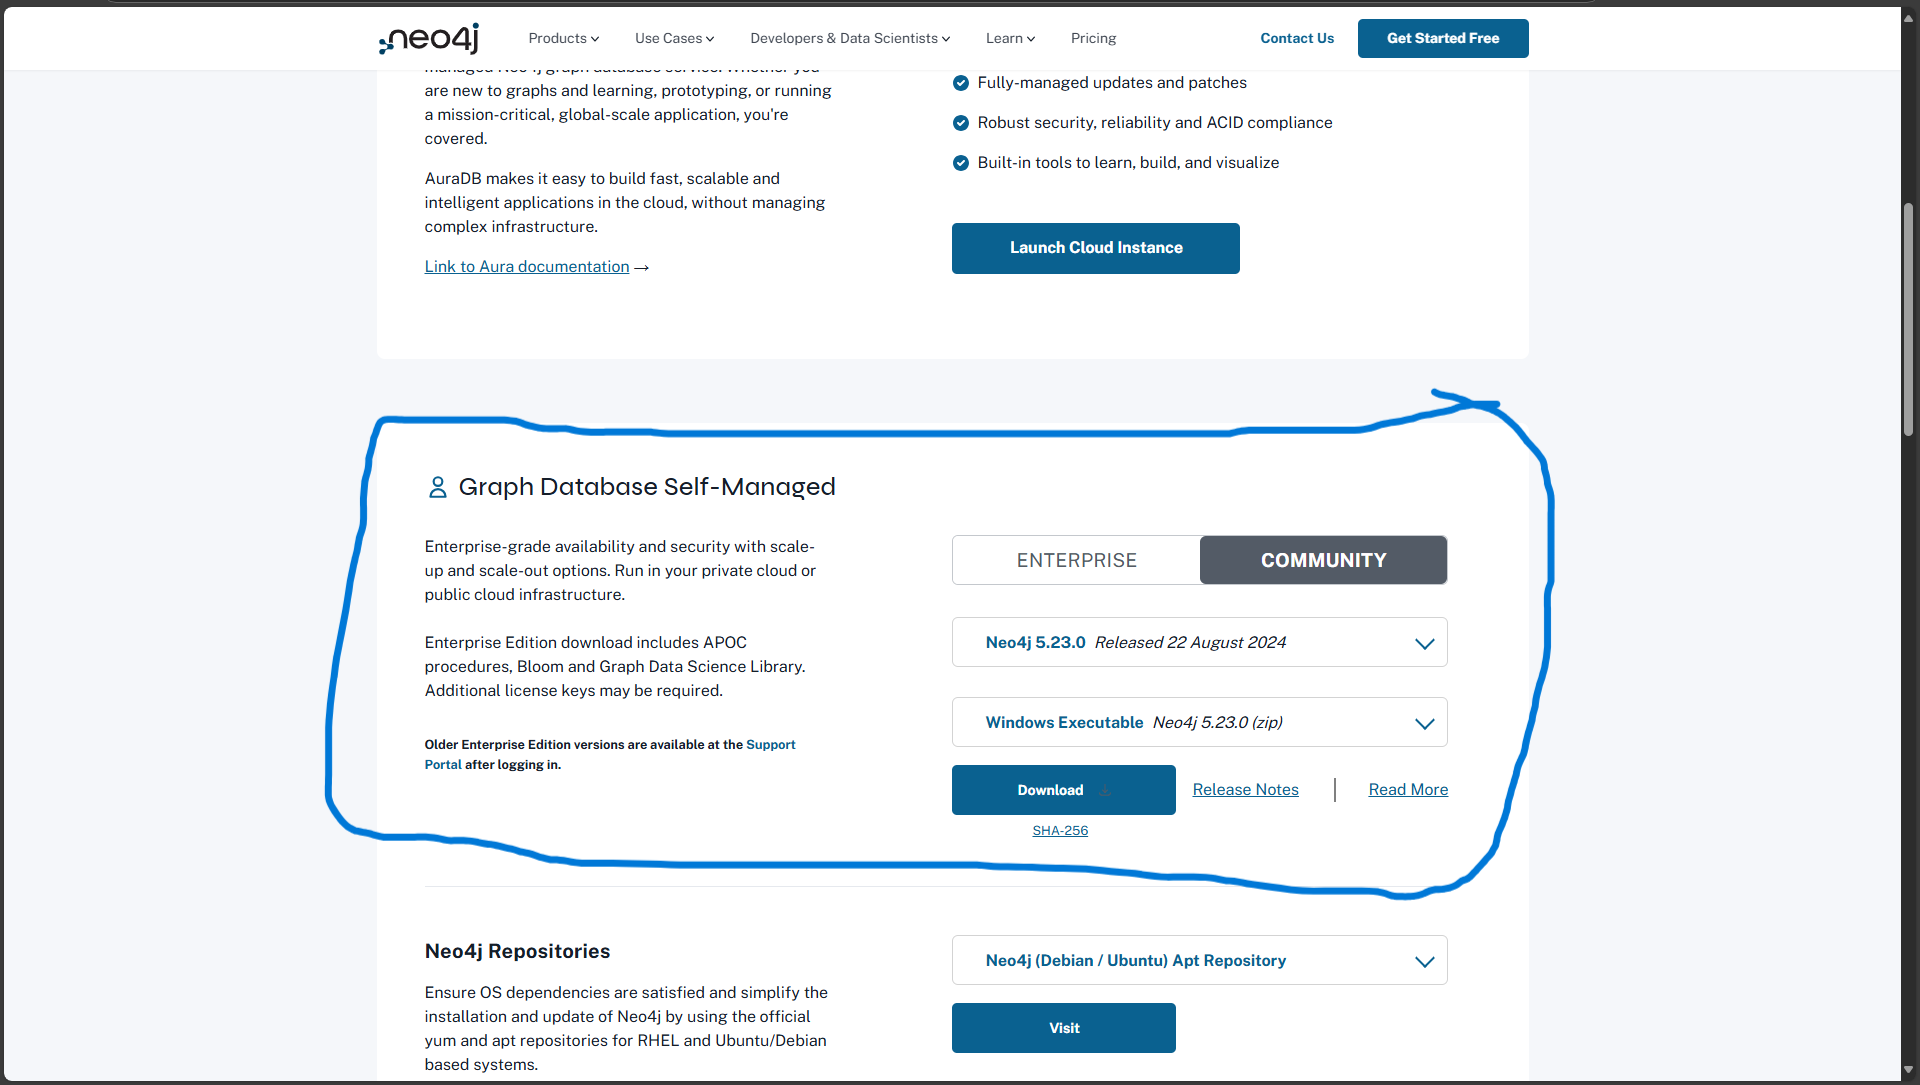 neo4j
Products
Use Cases
Developers & Data Scientists
Learn
Pricing
Contact Us
Get Started Free
managed Neo4j graph database service. Whether you
are new to graphs and learning, prototyping, or running
a mission-critical, global-scale application, you're
covered.
AuraDB makes it easy to build fast, scalable and
intelligent applications in the cloud, without managing
complex infrastructure.
Link to Aura documentation →
Fully-managed updates and patches
Robust security, reliability and ACID compliance
Built-in tools to learn, build, and visualize
Launch Cloud Instance
Graph Database Self-Managed
Enterprise-grade availability and security with scale-
up and scale-out options. Run in your private cloud or
public cloud infrastructure.
Enterprise Edition download includes APOC
procedures, Bloom and Graph Data Science Library.
Additional license keys may be required.
Older Enterprise Edition versions are available at the Support
Portal after logging in.
ENTERPRISE
COMMUNITY
Neo4j 5.23.0 Released 22 August 2024
Windows Executable Neo4j 5.23.0 (zip)
Download
Release Notes
|
Read More
SHA-256
Neo4j Repositories
Ensure OS dependencies are satisfied and simplify the
installation and update of Neo4j by using the official
yum and apt repositories for RHEL and Ubuntu/Debian
based systems.
Neo4j (Debian / Ubuntu) Apt Repository
Visit